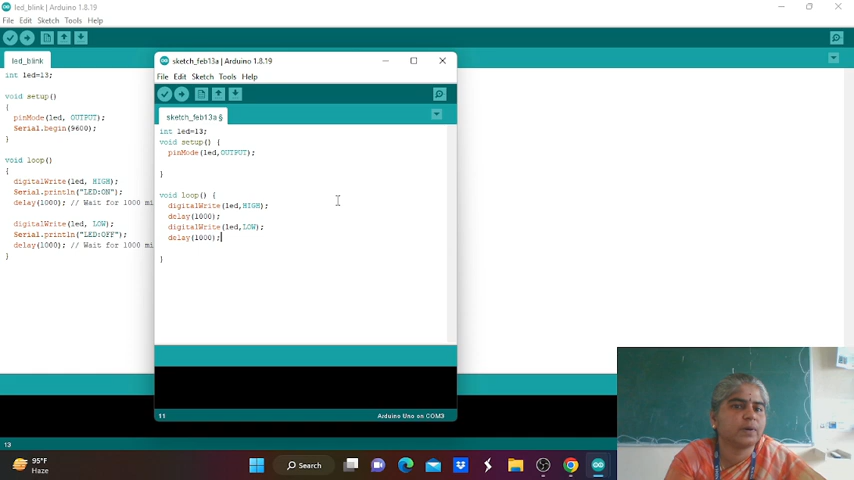 led_blink | Arduino 1.8.19
File Edit Sketch Tools Help
led_blink
int led=13;
void setup()
{
pinMode(led, OUTPUT);
Serial.begin(9600);
}
void loop()
{
digitalWrite(led, HIGH);
Serial.println("LED:ON");
delay(1000); // Wait for 1000 mi
digitalWrite(led, LOW);
Serial.println("LED:OFF");
delay(1000); // Wait for 1000 mi
}
sketch_feb13a | Arduino 1.8.19
File Edit Sketch Tools Help
sketch_feb13a §
int led=13;
void setup() {
pinMode(led,OUTPUT);
}
void loop() {
digitalWrite(led,HIGH);
delay(1000);
digitalWrite(led,LOW);
delay(1000);
}
11
Arduino Uno on COM3
13
95°F
Haze
Search